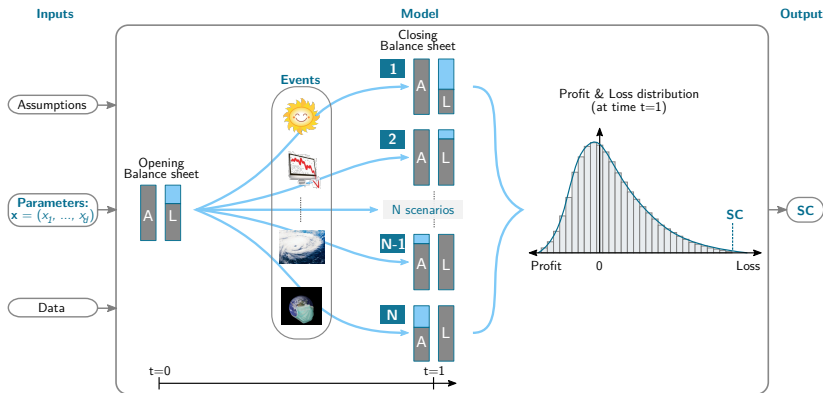 Inputs
Model
Output
Assumptions
Parameters:
x = (x₁, ..., x_d)
Data
Opening
Balance sheet
A
L
Events
N
Closing
Balance sheet
1
A
L
2
A
L
N scenarios
N-1
A
L
N
A
L
t=0
t=1
Profit & Loss distribution
(at time t=1)
SC
Profit
0
Loss
SC